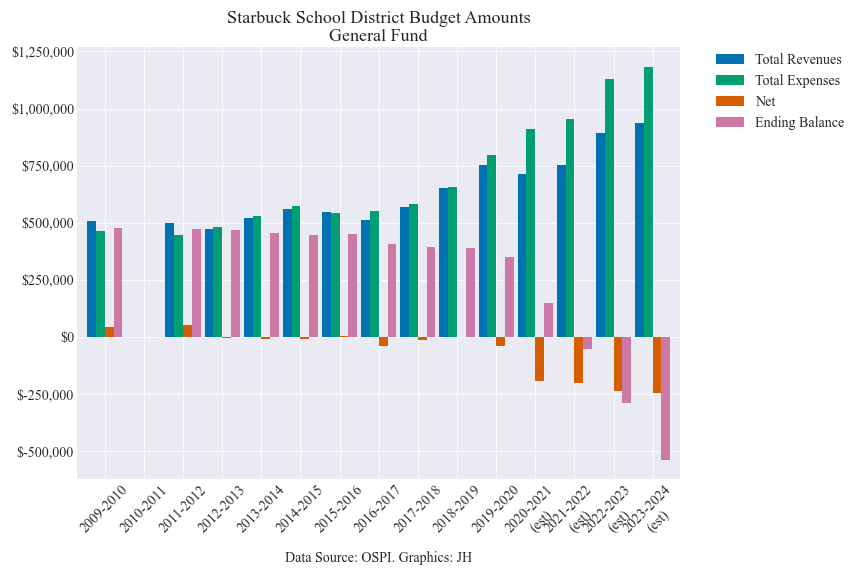 Starbuck School District Budget Amounts
General Fund
$1,250,000
$1,000,000
$750,000
$500,000
$250,000
$0
$-250,000
$-500,000
Total Revenues
Total Expenses
Net
Ending Balance
2009-2010
2010-2011
2011-2012
2012-2013
2013-2014
2014-2015
2015-2016
2016-2017
2017-2018
2018-2019
2019-2020
2020-2021
(est)
2021-2022
(est)
2022-2023
(est)
2023-2024
(est)
Data Source: OSPI. Graphics: JH